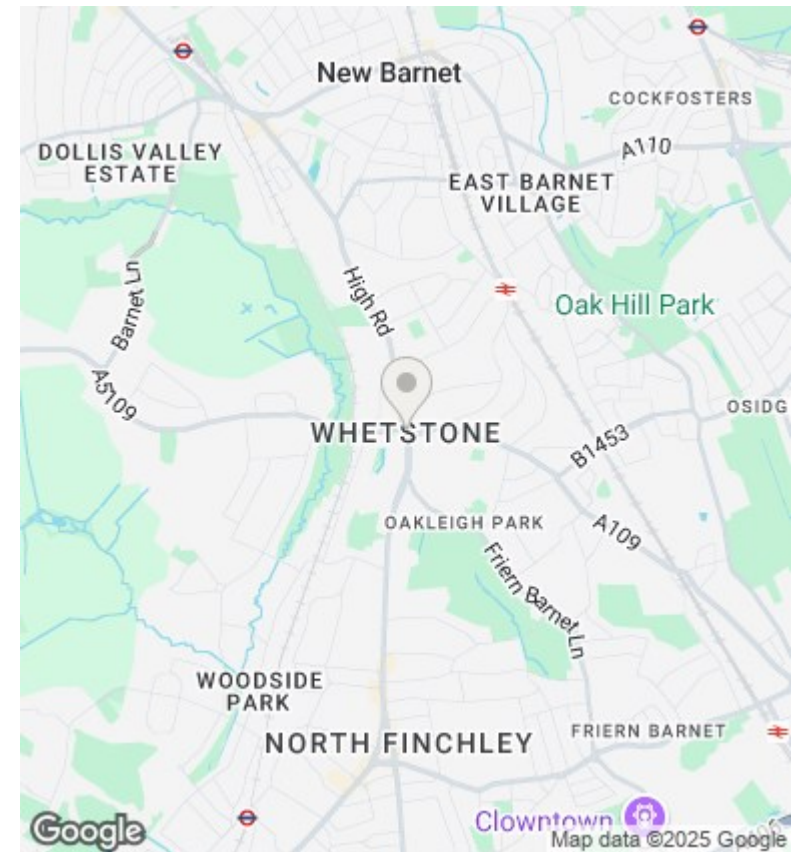 New Barnet
COCKFOSTERS
DOLLIS VALLEY
ESTATE
A110
EAST BARNET
VILLAGE
Barnet Ln
High Rd
Oak Hill Park
A5109
OSIDG
WHETSTONE
B1453
OAKLEIGH PARK
A109
Friern Barnet Ln
WOODSIDE
PARK
NORTH FINCHLEY
FRIERN BARNET
Clowntown
Google
Map data ©2025 Google